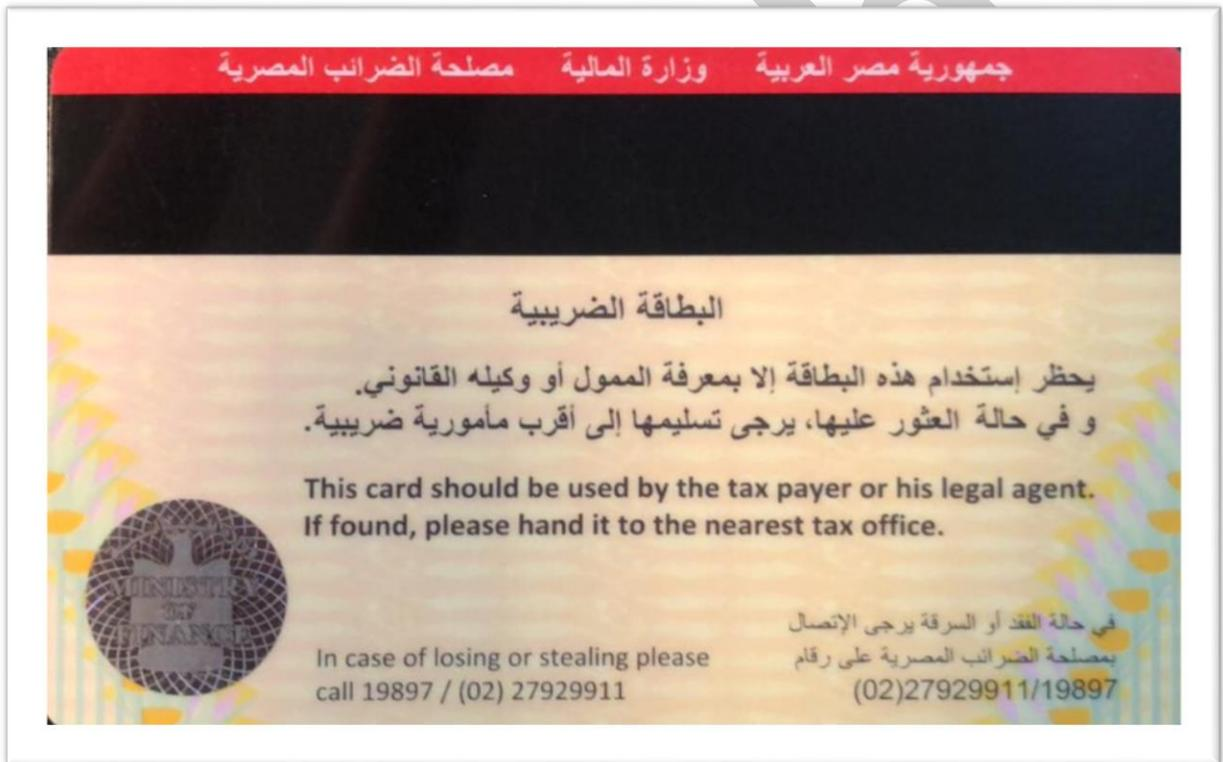 جمهورية مصر العربية وزارة المالية مصلحة الضرائب المصرية
البطاقة الضريبية
يحظر إستخدام هذه البطاقة إلا بمعرفة الممول أو وكيله القانوني.
و في حالة العثور عليها، يرجى تسليمها إلى أقرب مأمورية ضريبية.
This card should be used by the tax payer or his legal agent.
If found, please hand it to the nearest tax office.
MINISTRY
OF
FINANCE
In case of losing or stealing please
call 19897 / (02) 27929911
في حالة الفقد أو السرقة يرجى الإتصال
بمصلحة الضرائب المصرية على رقام
(02)27929911/19897